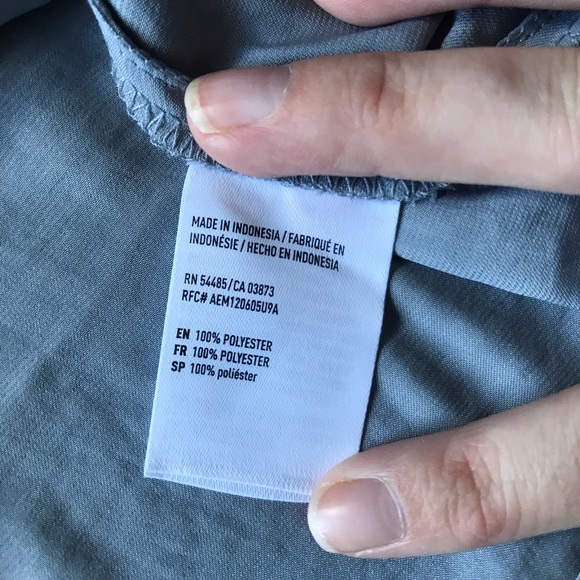 MADE IN INDONESIA / FABRIQUÉ EN
INDONÉSIE / HECHO EN INDONESIA
RN 54485/CA 03873
RFC# AEM120605U9A
EN 100% POLYESTER
FR 100% POLYESTER
SP 100% poliéster